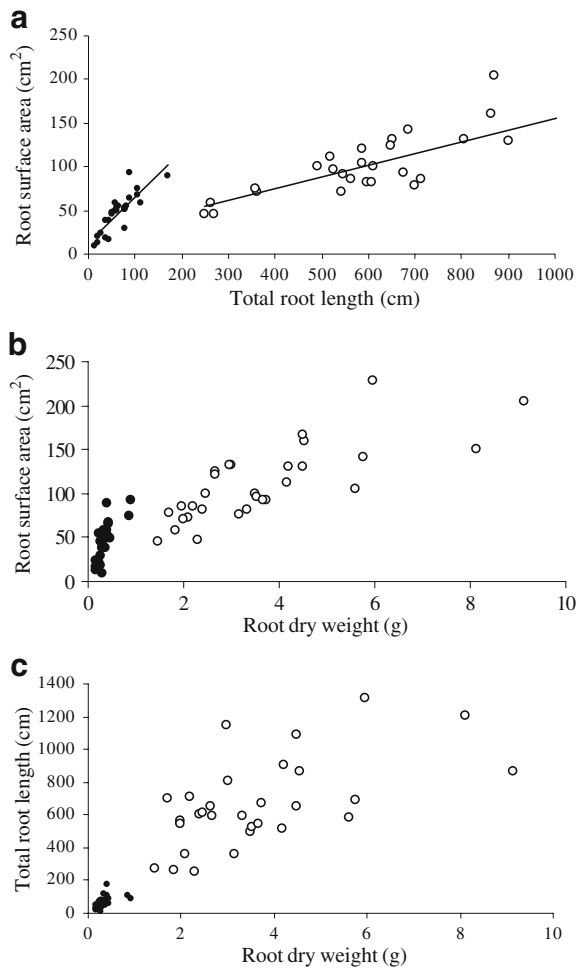 a
250
200
150
100
50
0
Root surface area (cm²)
0 100 200 300 400 500 600 700 800 900 1000
Total root length (cm)
b
250
200
150
100
50
0
Root surface area (cm²)
0 2 4 6 8 10
Root dry weight (g)
c
1400
1200
1000
800
600
400
200
0
Total root length (cm)
0 2 4 6 8 10
Root dry weight (g)